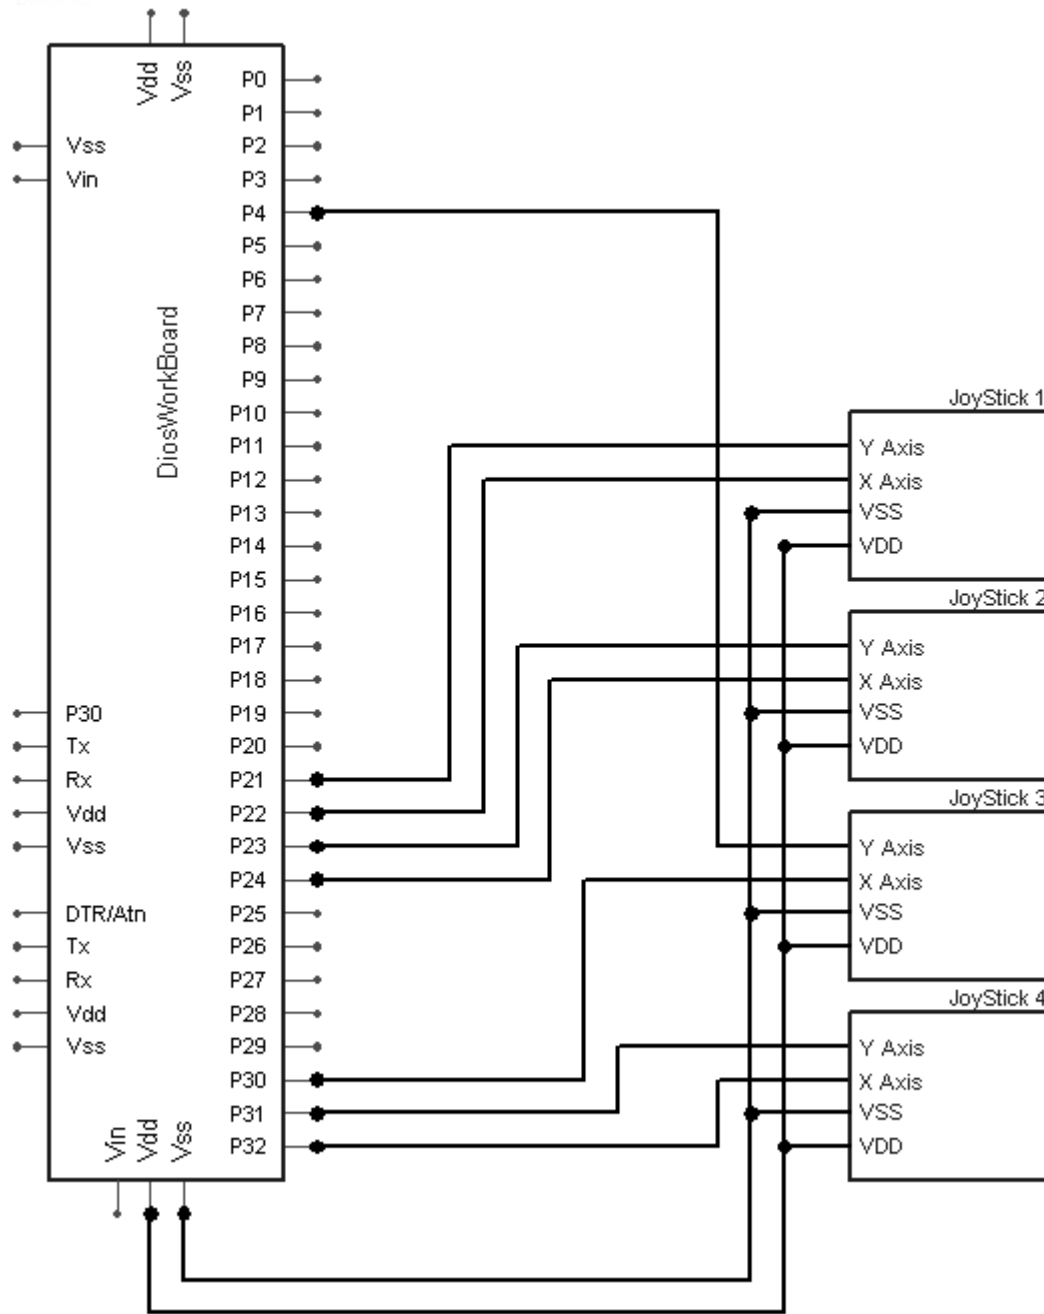 Vdd
Vss
Vss
Vin
DiosWorkBoard
P30
Tx
Rx
Vdd
Vss
DTR/Atn
Tx
Rx
Vdd
Vss
Vin
Vdd
Vss
P0
P1
P2
P3
P4
P5
P6
P7
P8
P9
P10
P11
P12
P13
P14
P15
P16
P17
P18
P19
P20
P21
P22
P23
P24
P25
P26
P27
P28
P29
P30
P31
P32
JoyStick 1
Y Axis
X Axis
VSS
VDD
JoyStick 2
Y Axis
X Axis
VSS
VDD
JoyStick 3
Y Axis
X Axis
VSS
VDD
JoyStick 4
Y Axis
X Axis
VSS
VDD